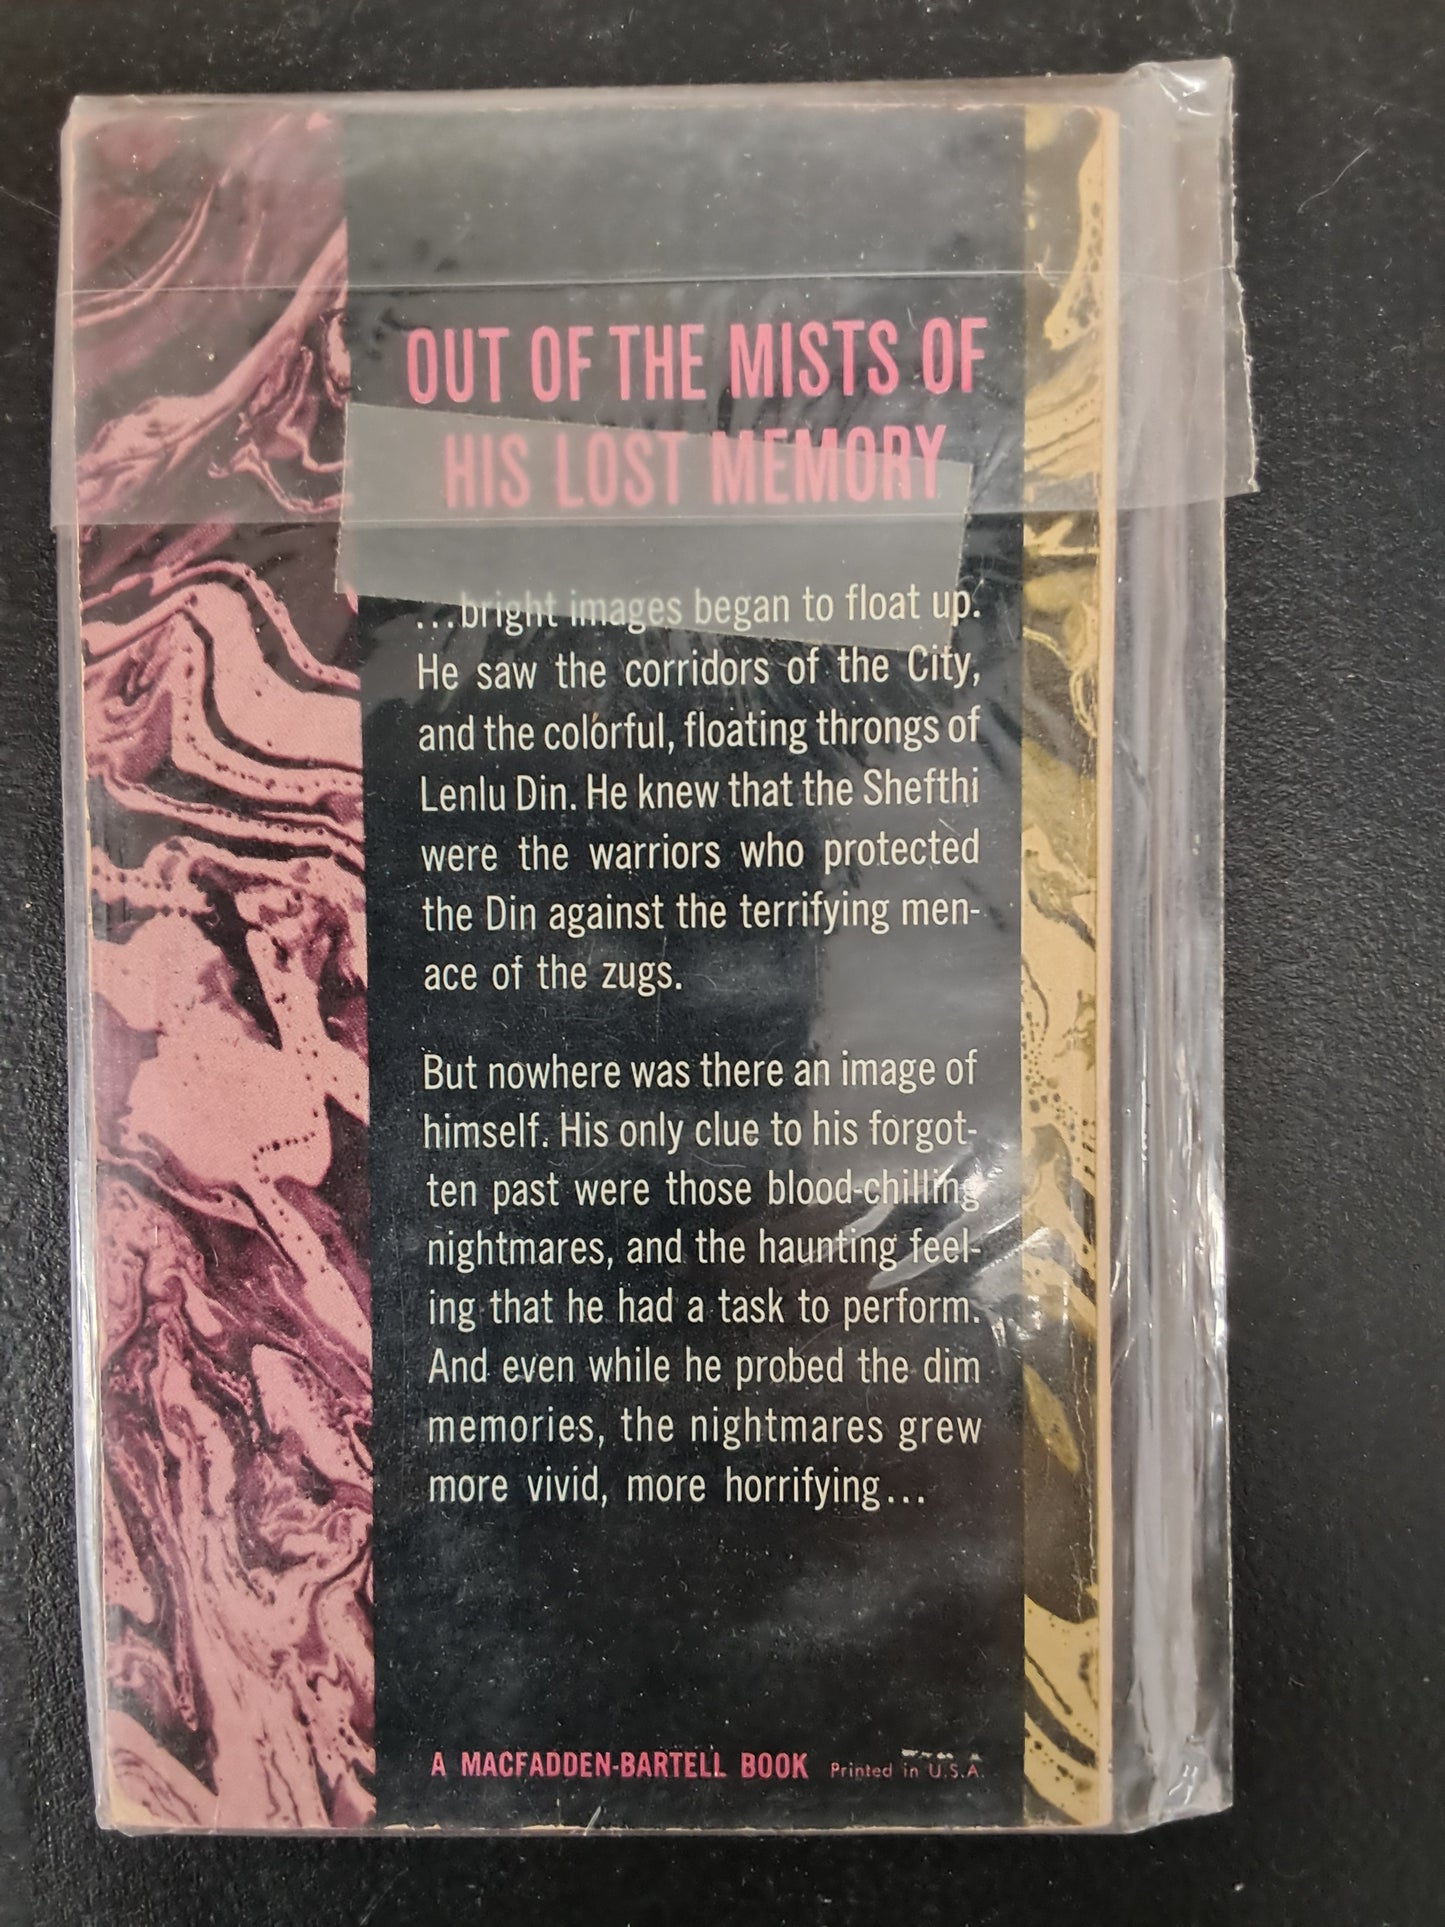 OUT OF THE MISTS OF
HIS LOST MEMORY
...bright images began to float up.
He saw the corridors of the City,
and the colorful, floating throngs of
Lenlu Din. He knew that the Shefthi
were the warriors who protected
the Din against the terrifying men-
ace of the zugs.
But nowhere was there an image of
himself. His only clue to his forgot-
ten past were those blood-chilling
nightmares, and the haunting feel-
ing that he had a task to perform.
And even while he probed the dim
memories, the nightmares grew
more vivid, more horrifying...
A MACFADDEN-BARTELL BOOK Printed in U.S.A.